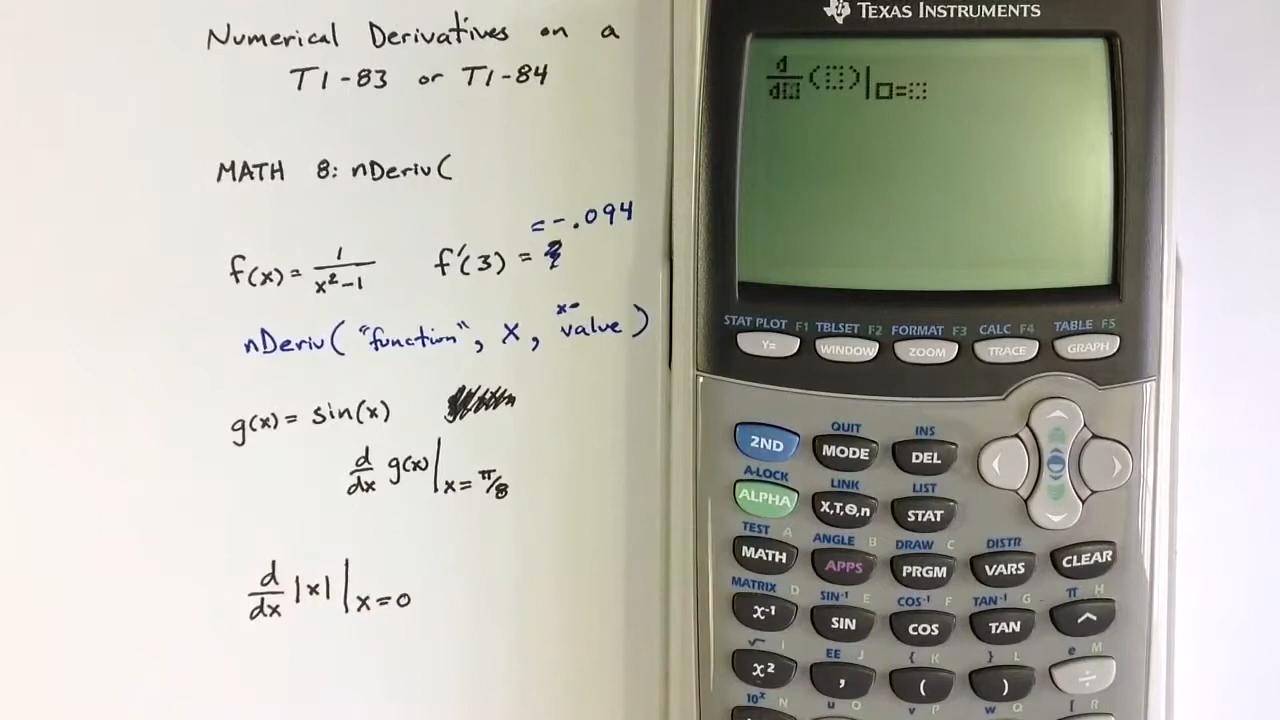 Numerical Derivatives on a
TI-83 or TI-84
MATH 8: nDeriv(
= -.094
f(x) = 1/(x²-1) f'(3) =
nDeriv( "function", X, x-value )
g(x) = sin(x)
d/dx g(x) | x = π/8
d/dx |x| | x = 0
TEXAS INSTRUMENTS
d/d□ (□)|□=□
STAT PLOT F1 TBLSET F2 FORMAT F3 CALC F4 TABLE F5
Y= WINDOW ZOOM TRACE GRAPH
QUIT INS
2ND MODE DEL
A-LOCK LINK LIST
ALPHA X,T,Θ,n STAT
TEST A ANGLE B DRAW C DISTR
MATH APPS PRGM VARS CLEAR
MATRIX D SIN⁻¹ E COS⁻¹ F TAN⁻¹ G π H
x⁻¹ SIN COS TAN ^
√ I EE J { K } L e M
x² , ( ) ÷
10ˣ N u O v P w Q [ R